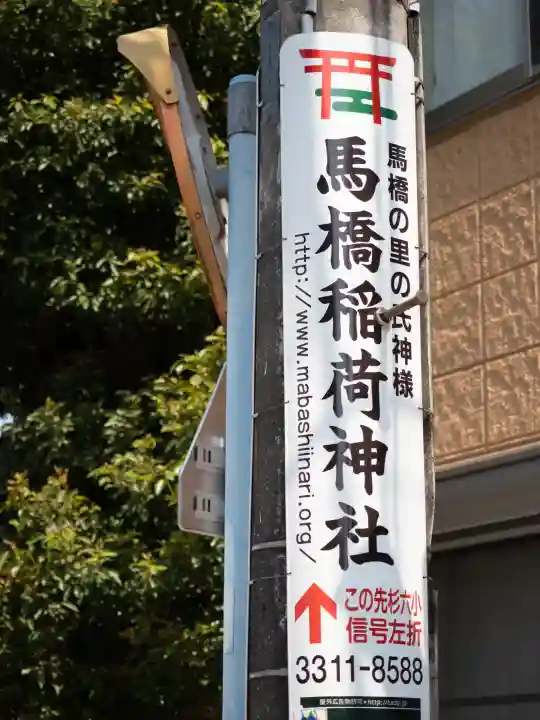 馬橋の里の氏神様
馬橋稲荷神社
http://www.mabashiinari.org/
この先杉六小
信号左折
3311-8588